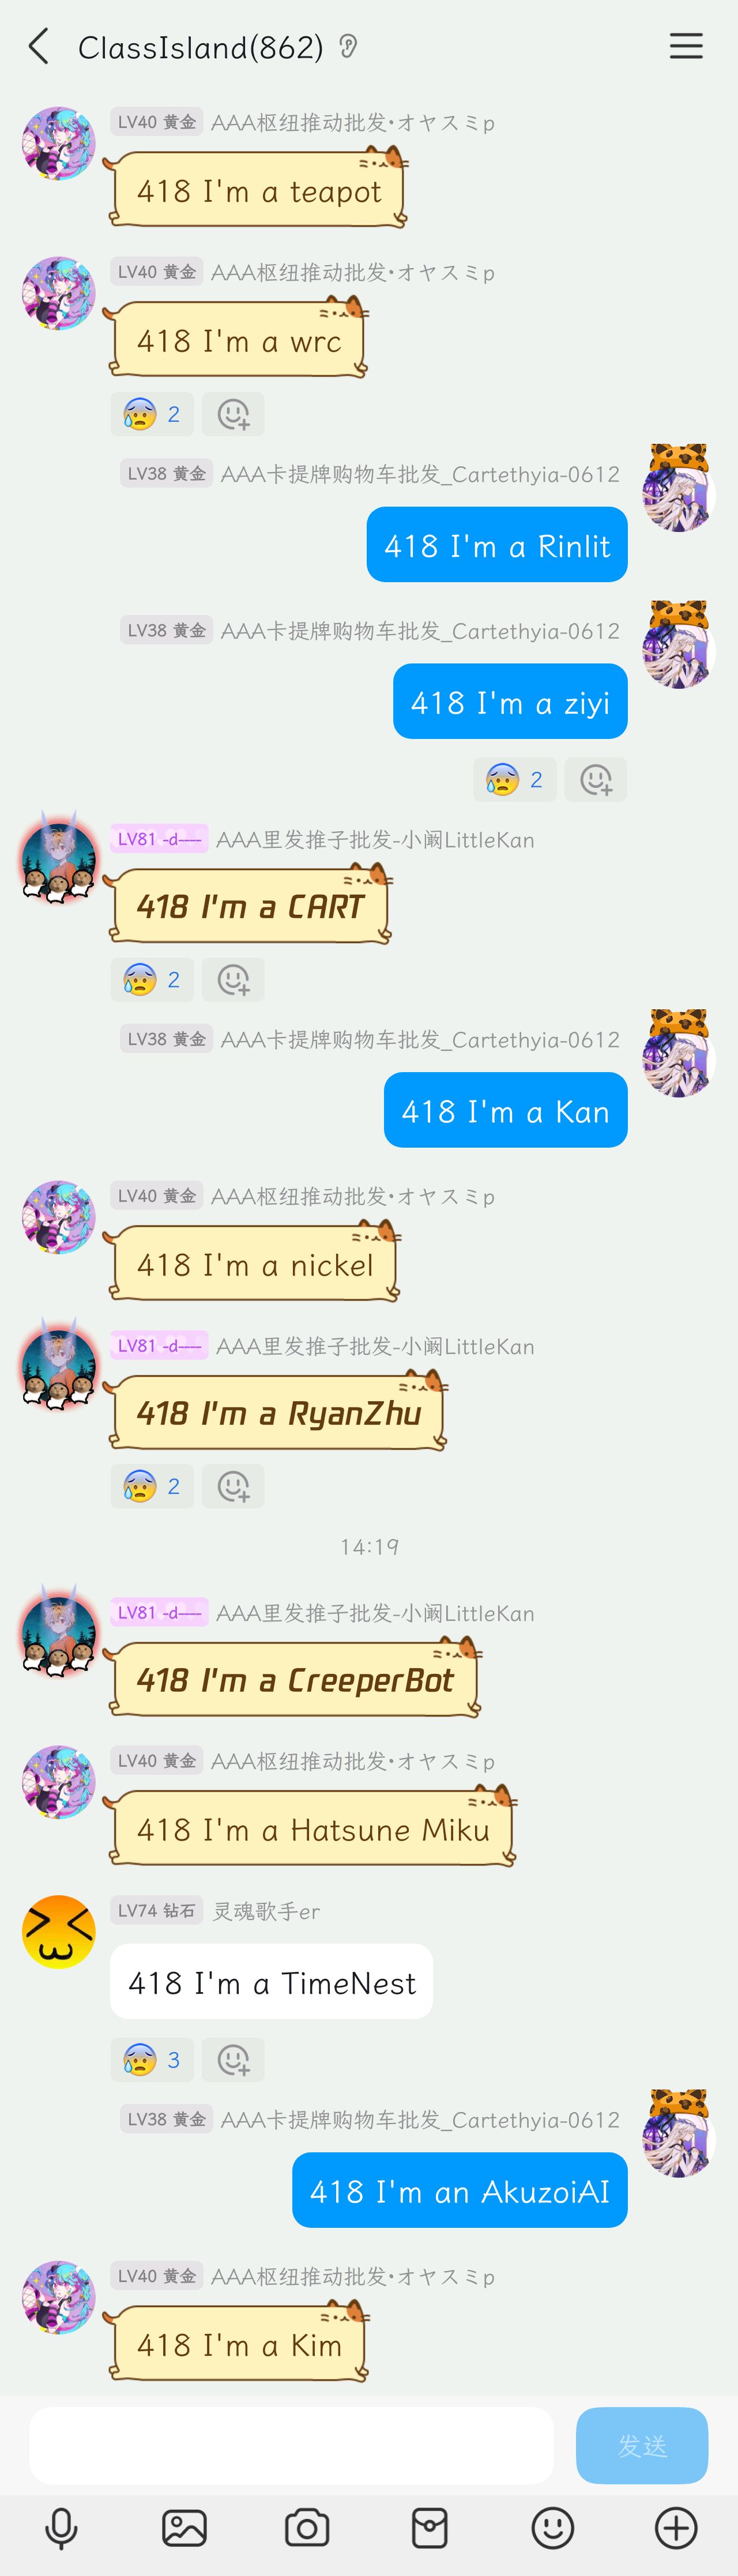 ClassIsland(862)
LV40 黄金 AAA枢纽推动批发•オヤスミp
418 I'm a teapot
LV40 黄金 AAA枢纽推动批发•オヤスミp
418 I'm a wrc
2
LV38 黄金 AAA卡提牌购物车批发_Cartethyia-0612
418 I'm a Rinlit
LV38 黄金 AAA卡提牌购物车批发_Cartethyia-0612
418 I'm a ziyi
2
LV81 -d---- AAA里发推子批发-小阚LittleKan
418 I'm a CART
2
LV38 黄金 AAA卡提牌购物车批发_Cartethyia-0612
418 I'm a Kan
LV40 黄金 AAA枢纽推动批发•オヤスミp
418 I'm a nickel
LV81 -d---- AAA里发推子批发-小阚LittleKan
418 I'm a RyanZhu
2
14:19
LV81 -d---- AAA里发推子批发-小阚LittleKan
418 I'm a CreeperBot
LV40 黄金 AAA枢纽推动批发•オヤスミp
418 I'm a Hatsune Miku
LV74 钻石 灵魂歌手er
418 I'm a TimeNest
3
LV38 黄金 AAA卡提牌购物车批发_Cartethyia-0612
418 I'm an AkuzoiAI
LV40 黄金 AAA枢纽推动批发•オヤスミp
418 I'm a Kim
发送